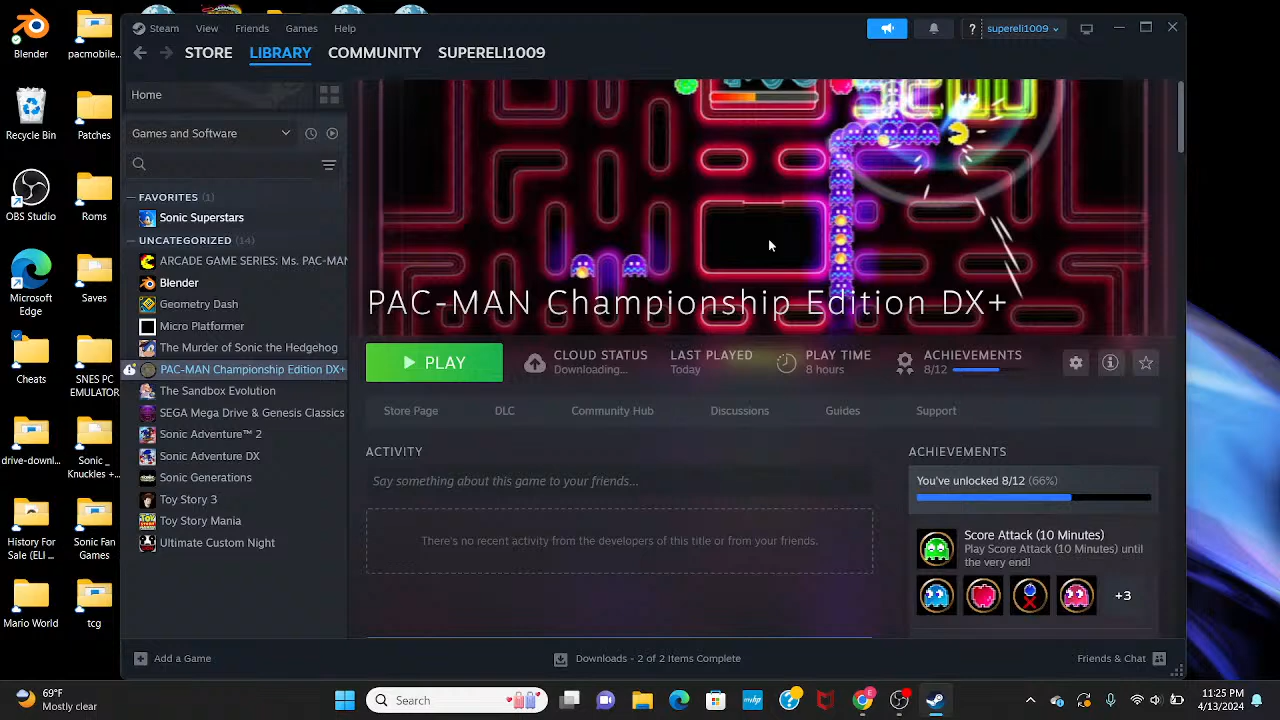 Steam View Friends Games Help
supereli1009
STORE LIBRARY COMMUNITY SUPERELI1009
Home
Games and Software
FAVORITES (1)
Sonic Superstars
UNCATEGORIZED (14)
ARCADE GAME SERIES: Ms. PAC-MAN
Blender
Geometry Dash
Micro Platformer
The Murder of Sonic the Hedgehog
PAC-MAN Championship Edition DX+
The Sandbox Evolution
SEGA Mega Drive & Genesis Classics
Sonic Adventure™ 2
Sonic Adventure DX
Sonic Generations
Toy Story 3
Toy Story Mania
Ultimate Custom Night
PAC-MAN Championship Edition DX+
PLAY
CLOUD STATUS
Downloading...
LAST PLAYED
Today
PLAY TIME
8 hours
ACHIEVEMENTS
8/12
Store Page DLC Community Hub Discussions Guides Support
ACTIVITY
Say something about this game to your friends...
There's no recent activity from the developers of this title or from your friends.
ACHIEVEMENTS
You've unlocked 8/12 (66%)
Score Attack (10 Minutes)
Play Score Attack (10 Minutes) until
the very end!
+3
Add a Game
Downloads - 2 of 2 Items Complete
Friends & Chat
Blender
pacmobile...
Recycle Bin
Patches
OBS Studio
Roms
Microsoft
Edge
Saves
Cheats
SNES PC
EMULATOR
drive-downl...
Sonic _
Knuckles +...
History For
Sale (ELI ...
Sonic Fan
Games
Mario World
tcg
69°F
Mostly clear
Search
11:25 PM
4/13/2024